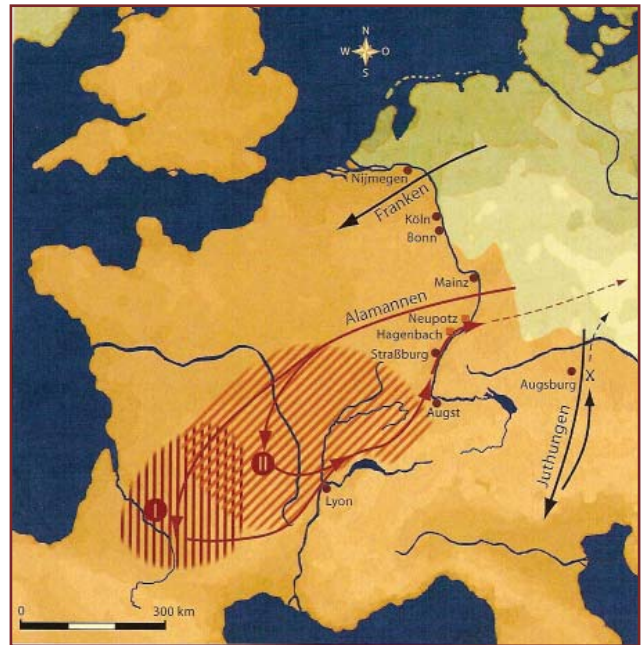 N
W O
S
Nijmegen
Franken
Köln
Bonn
Mainz
Alamannen
Neupotz
Hagenbach
Straßburg
Augsburg
X
Augst
Juthungen
II
I
Lyon
0 300 km